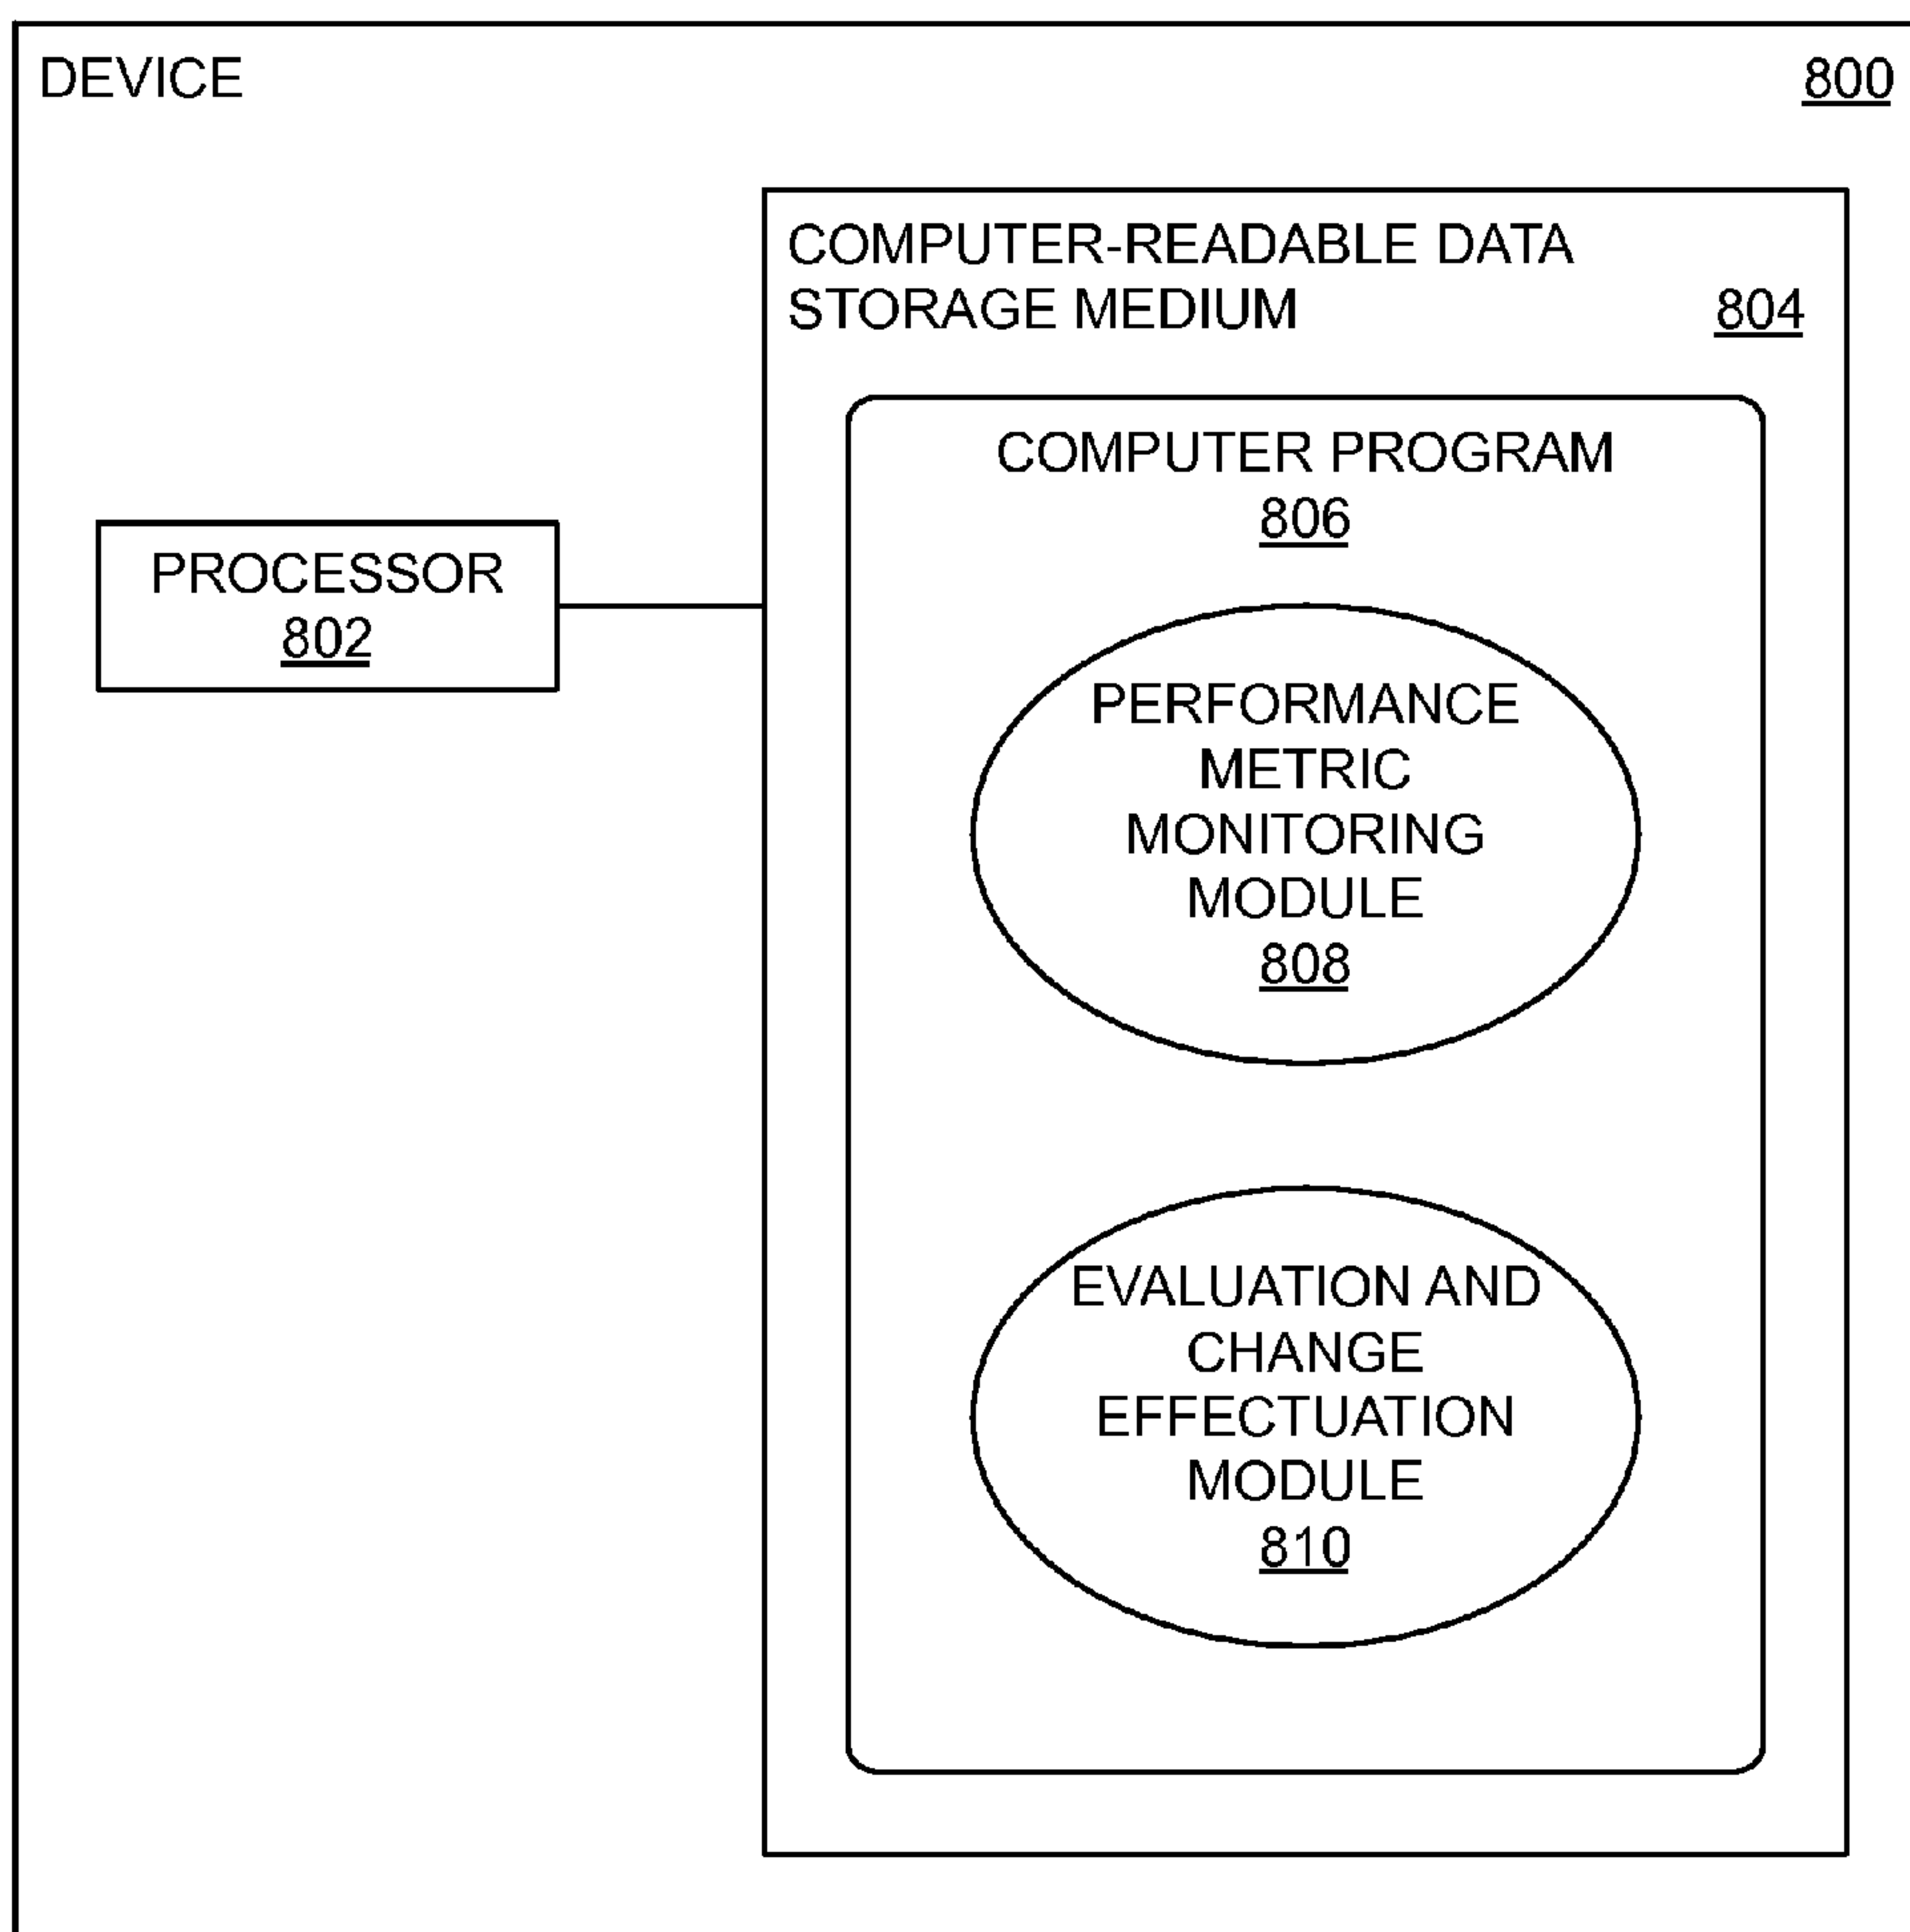 DEVICE 800
COMPUTER-READABLE DATA
STORAGE MEDIUM 804
COMPUTER PROGRAM
806
PROCESSOR
802
PERFORMANCE
METRIC
MONITORING
MODULE
808
EVALUATION AND
CHANGE
EFFECTUATION
MODULE
810